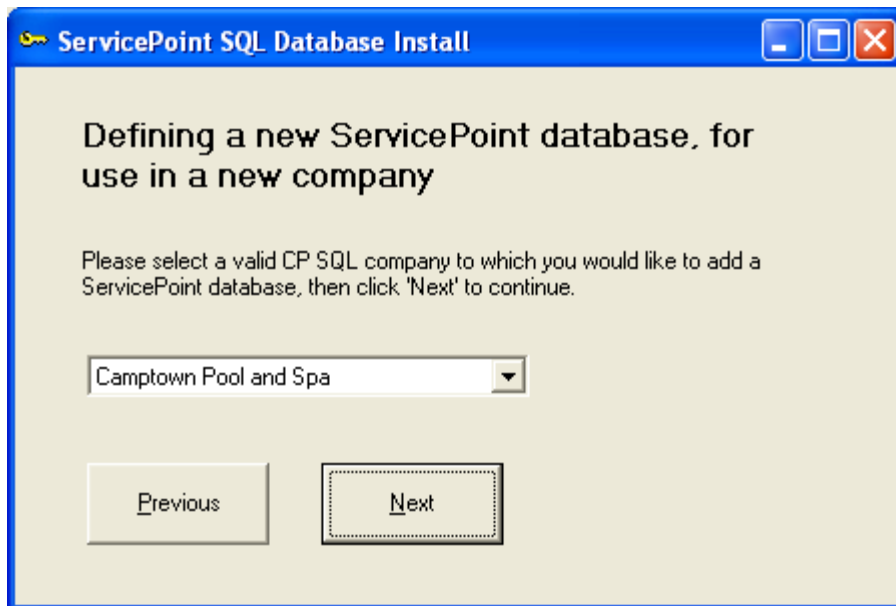 ServicePoint SQL Database Install
Defining a new ServicePoint database, for
use in a new company
Please select a valid CP SQL company to which you would like to add a
ServicePoint database, then click 'Next' to continue.
Camptown Pool and Spa
Previous
Next